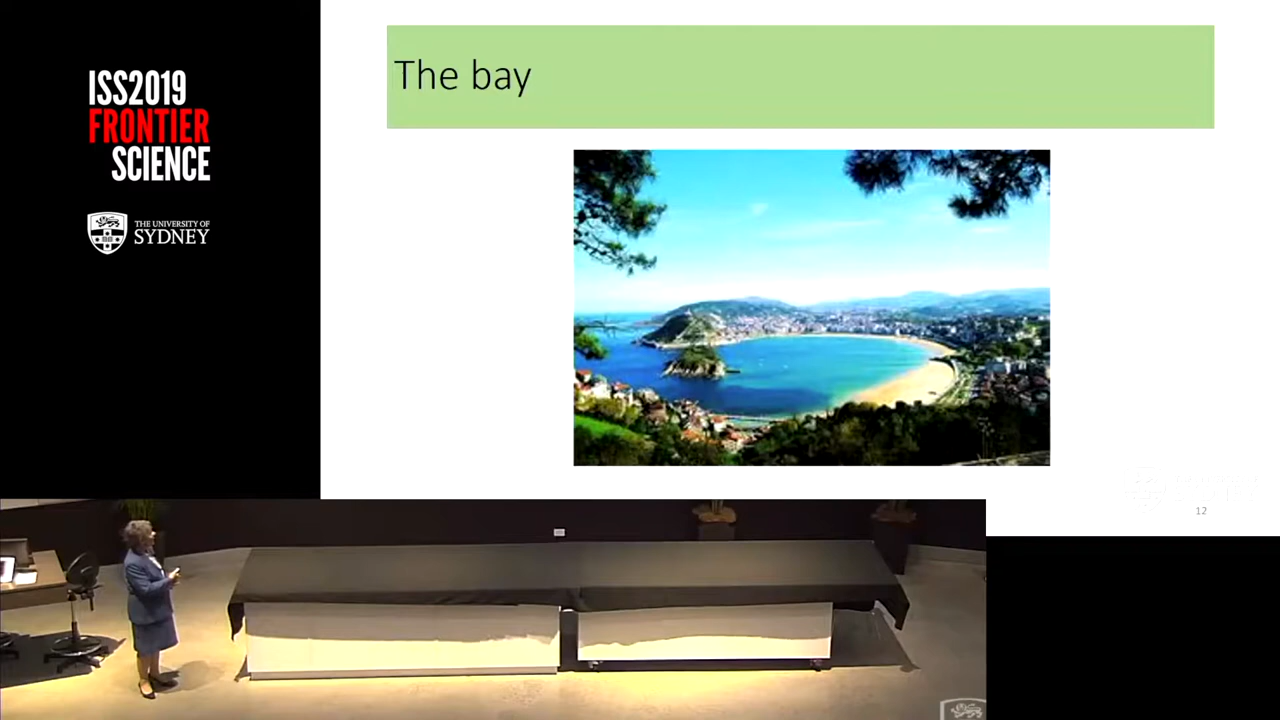 ISS2019
FRONTIER
SCIENCE
THE UNIVERSITY OF
SYDNEY
The bay
12